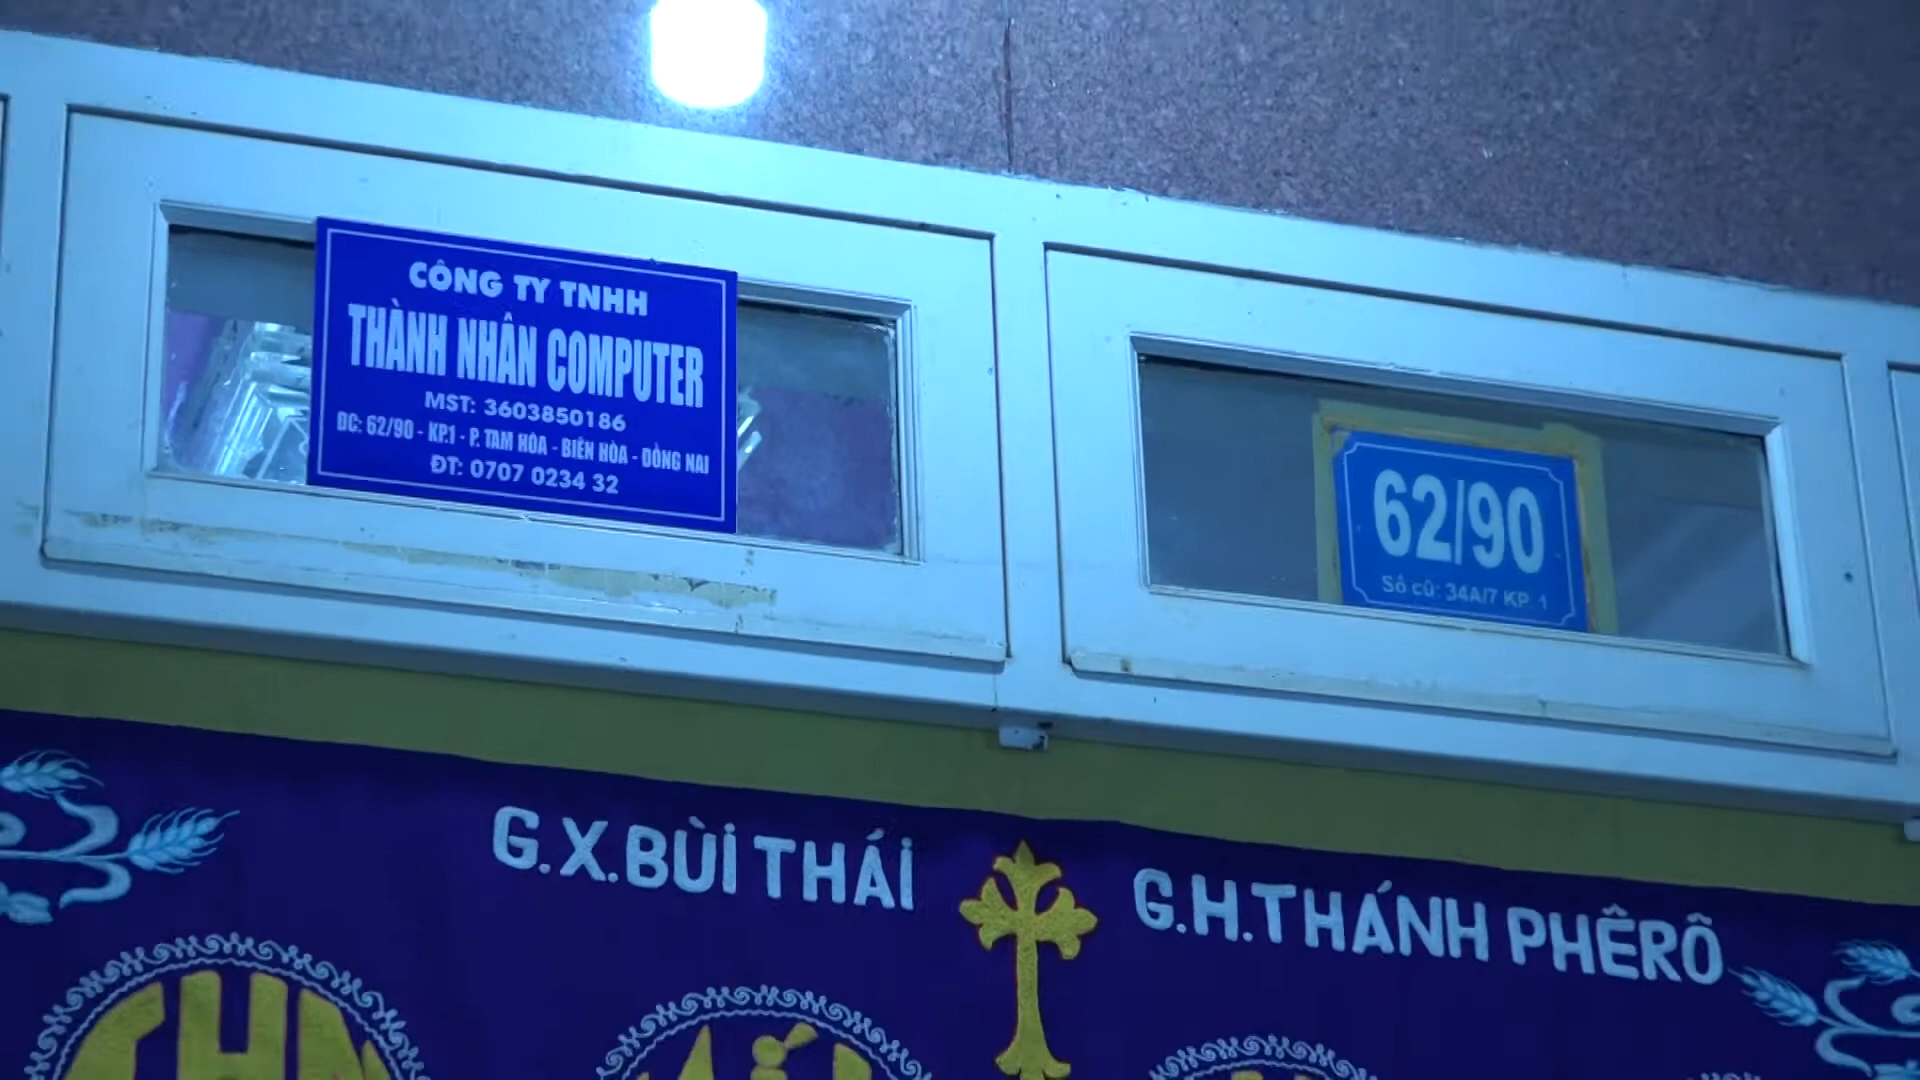 CÔNG TY TNHH
THÀNH NHÂN COMPUTER
MST: 3603850186
ĐC: 62/90 - KP.1 - P. TAM HÒA - BIÊN HÒA - ĐỒNG NAI
ĐT: 0707 0234 32
62/90
Số cũ: 34A/7 KP. 1
G.X.BÙI THÁI
G.H.THÁNH PHÊRÔ